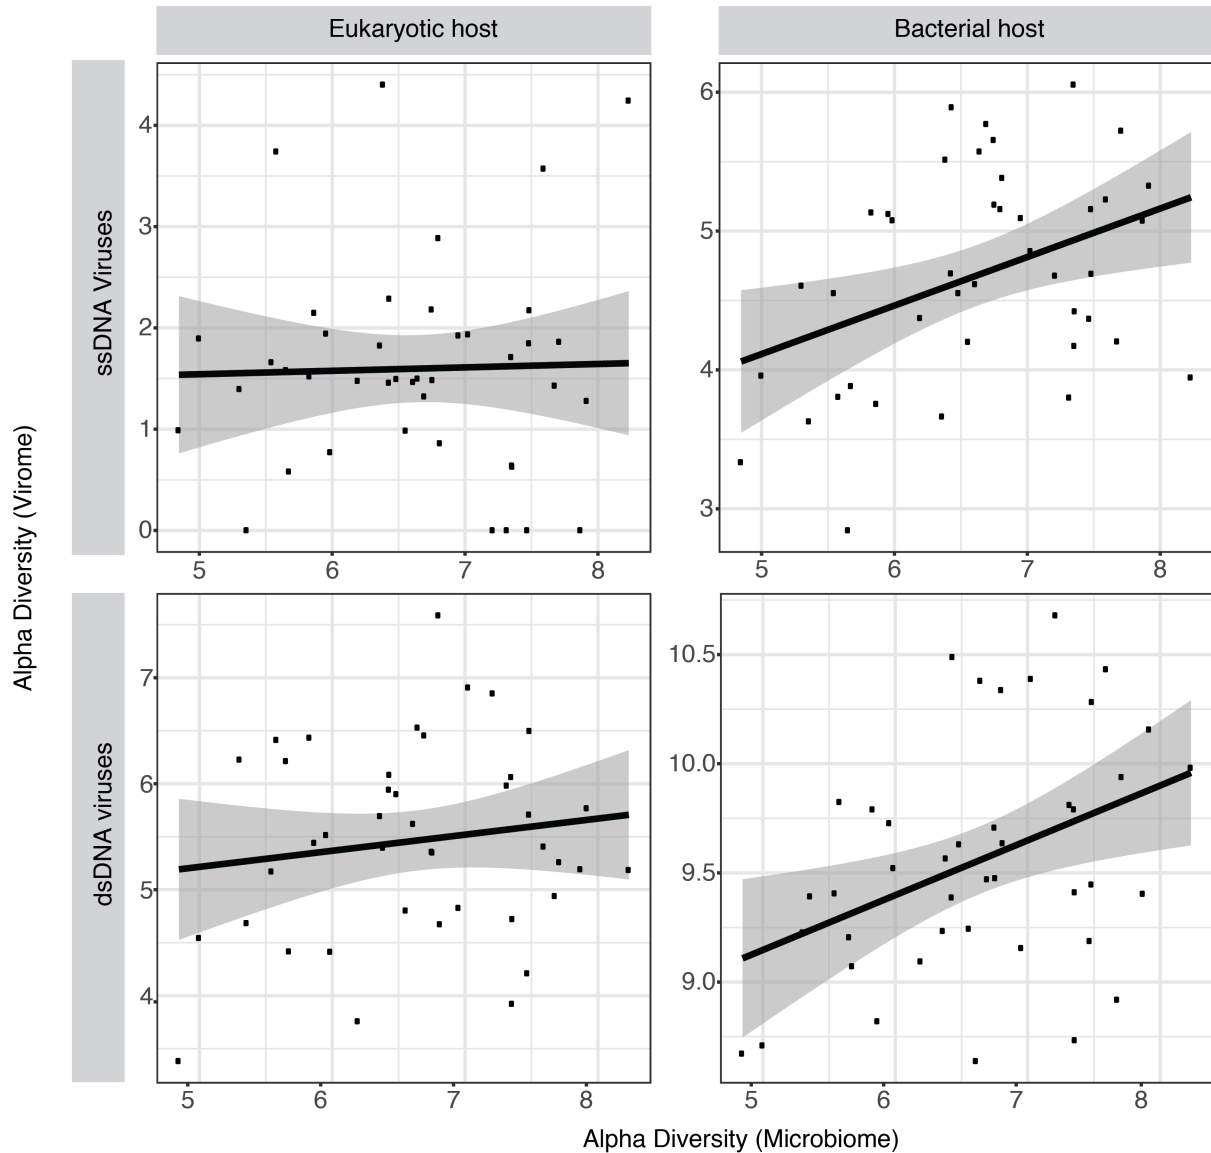 Eukaryotic host
Bacterial host
ssDNA Viruses
4
3
2
1
0
5 6 7 8
6
5
4
3
5 6 7 8
Alpha Diversity (Virome)
dsDNA viruses
7
6
5
4
5 6 7 8
10.5
10.0
9.5
9.0
5 6 7 8
Alpha Diversity (Microbiome)